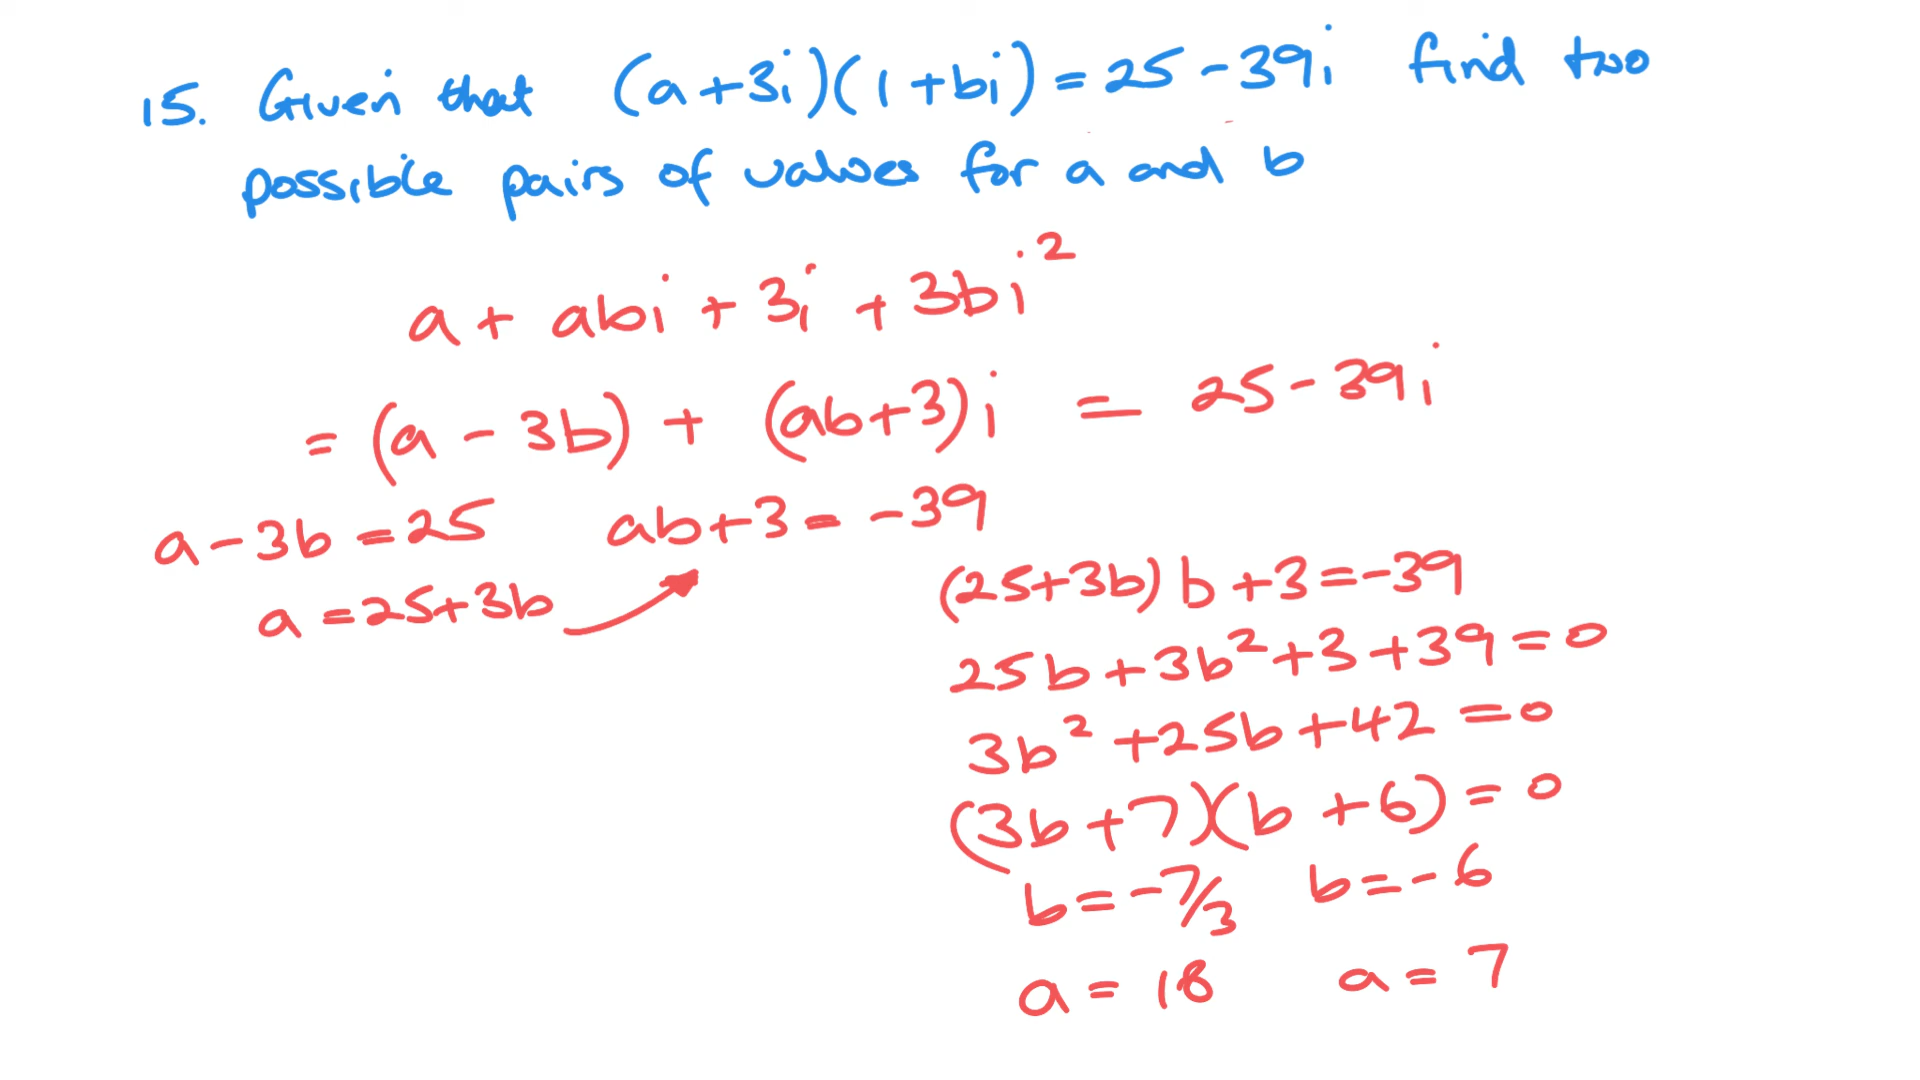 15. Given that (a+3i)(1+bi)=25-39i find two
possible pairs of values for a and b
a + abi + 3i + 3bi²
= (a - 3b) + (ab+3)i = 25-39i
a-3b=25 ab+3=-39
a=25+3b
(25+3b)b+3=-39
25b+3b²+3+39=0
3b²+25b+42=0
(3b+7)(b+6)=0
b=-7/3 b=-6
a=18 a=7